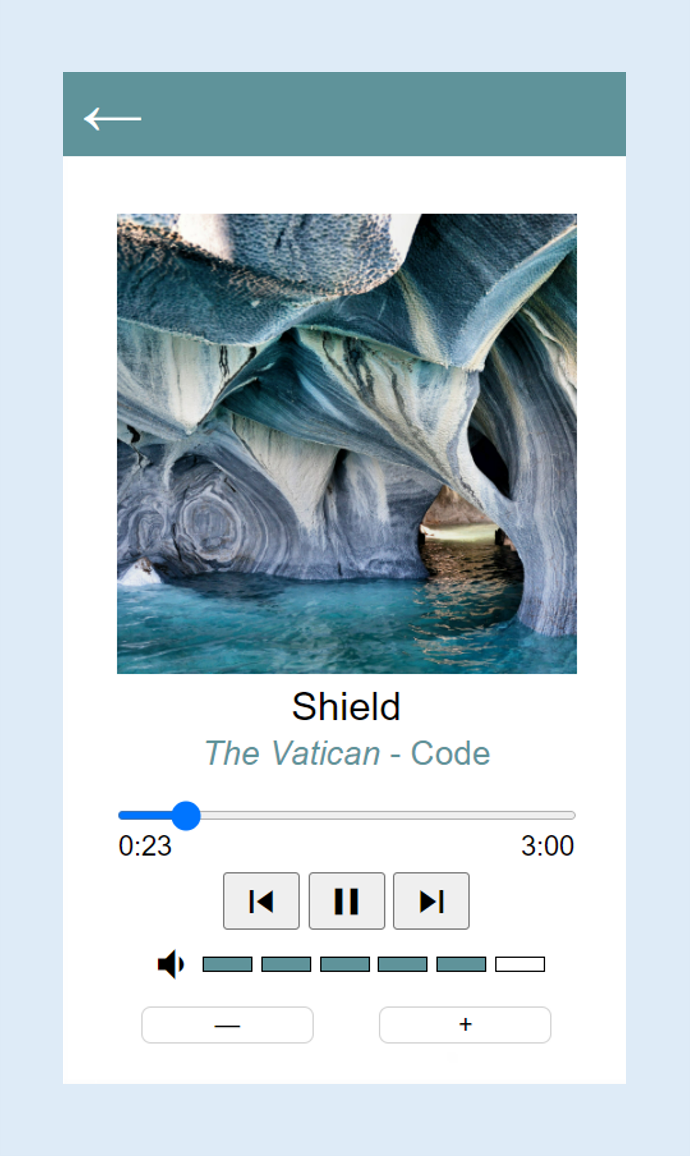 Shield
The Vatican - Code
0:23 3:00
— +